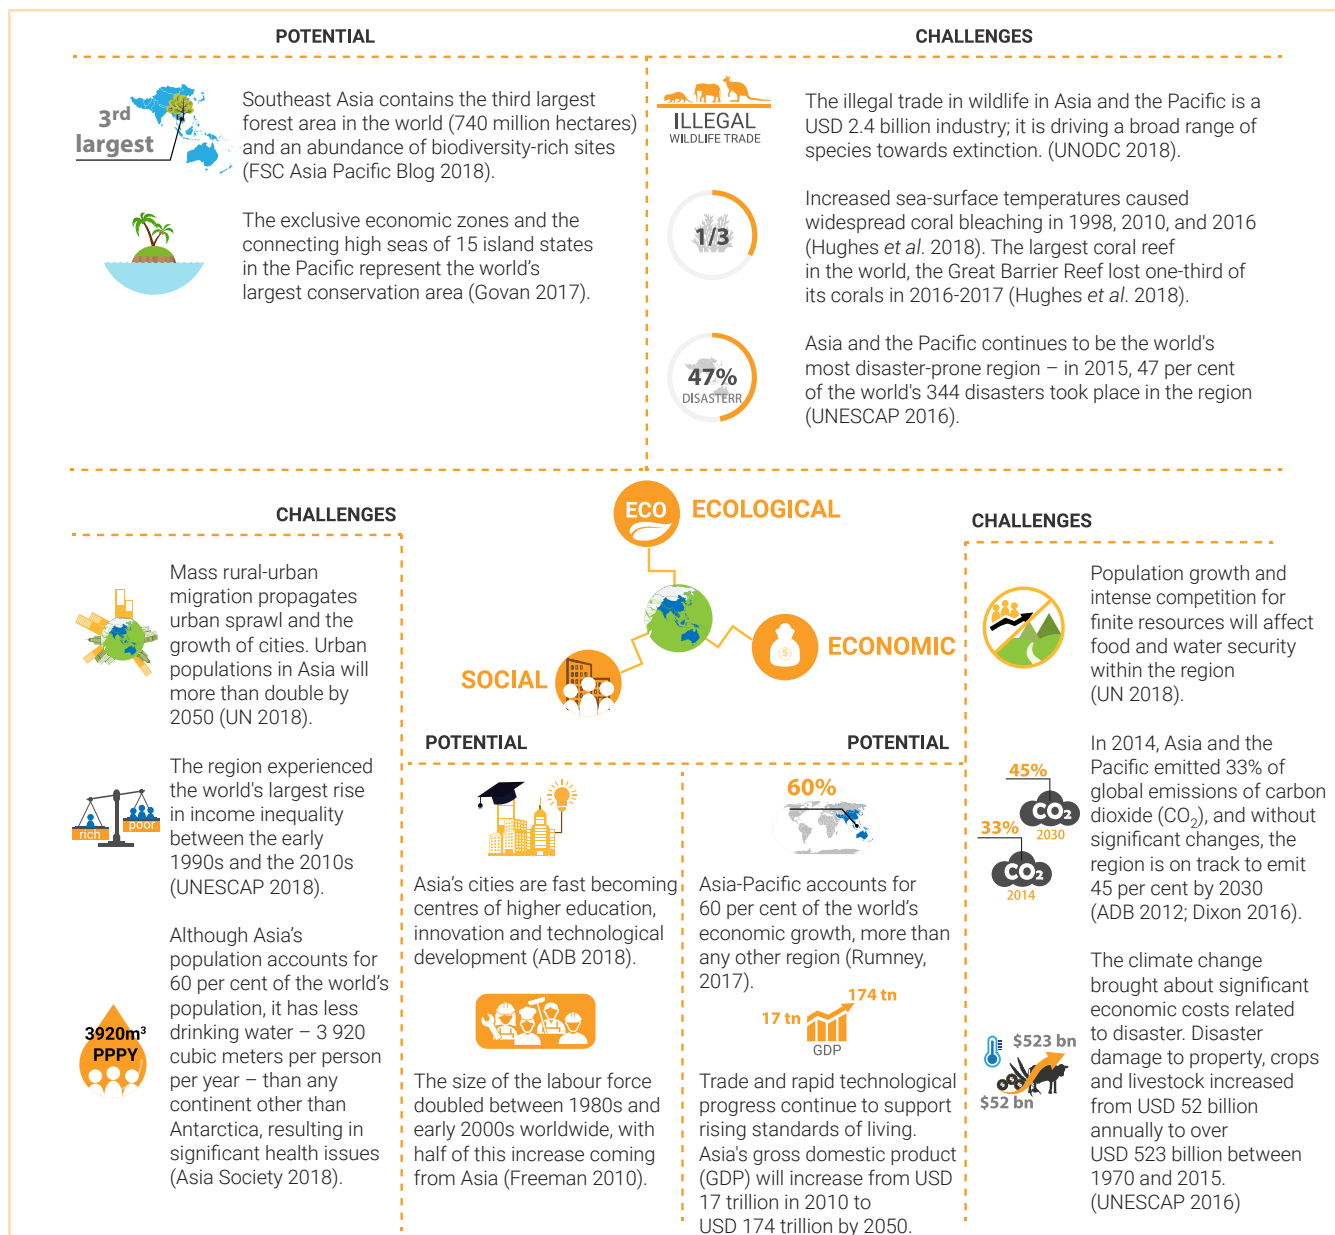 POTENTIAL
3rd
largest
Southeast Asia contains the third largest
forest area in the world (740 million hectares)
and an abundance of biodiversity-rich sites
(FSC Asia Pacific Blog 2018).
The exclusive economic zones and the
connecting high seas of 15 island states
in the Pacific represent the world's
largest conservation area (Govan 2017).
CHALLENGES
ILLEGAL
WILDLIFE TRADE
The illegal trade in wildlife in Asia and the Pacific is a
USD 2.4 billion industry; it is driving a broad range of
species towards extinction. (UNODC 2018).
1/3
Increased sea-surface temperatures caused
widespread coral bleaching in 1998, 2010, and 2016
(Hughes et al. 2018). The largest coral reef
in the world, the Great Barrier Reef lost one-third of
its corals in 2016-2017 (Hughes et al. 2018).
47%
DISASTERR
Asia and the Pacific continues to be the world's
most disaster-prone region – in 2015, 47 per cent
of the world's 344 disasters took place in the region
(UNESCAP 2016).
ECO
ECOLOGICAL
SOCIAL
$
ECONOMIC
CHALLENGES
Mass rural-urban
migration propagates
urban sprawl and the
growth of cities. Urban
populations in Asia will
more than double by
2050 (UN 2018).
rich
poor
The region experienced
the world's largest rise
in income inequality
between the early
1990s and the 2010s
(UNESCAP 2018).
3920m³
PPPY
Although Asia's
population accounts for
60 per cent of the world's
population, it has less
drinking water – 3 920
cubic meters per person
per year – than any
continent other than
Antarctica, resulting in
significant health issues
(Asia Society 2018).
POTENTIAL
Asia's cities are fast becoming
centres of higher education,
innovation and technological
development (ADB 2018).
The size of the labour force
doubled between 1980s and
early 2000s worldwide, with
half of this increase coming
from Asia (Freeman 2010).
POTENTIAL
60%
Asia-Pacific accounts for
60 per cent of the world's
economic growth, more than
any other region (Rumney,
2017).
17 tn
174 tn
GDP
Trade and rapid technological
progress continue to support
rising standards of living.
Asia's gross domestic product
(GDP) will increase from USD
17 trillion in 2010 to
USD 174 trillion by 2050.
CHALLENGES
Population growth and
intense competition for
finite resources will affect
food and water security
within the region
(UN 2018).
45%
CO₂
2030
33%
CO₂
2014
In 2014, Asia and the
Pacific emitted 33% of
global emissions of carbon
dioxide (CO₂), and without
significant changes, the
region is on track to emit
45 per cent by 2030
(ADB 2012; Dixon 2016).
$523 bn
$52 bn
The climate change
brought about significant
economic costs related
to disaster. Disaster
damage to property, crops
and livestock increased
from USD 52 billion
annually to over
USD 523 billion between
1970 and 2015.
(UNESCAP 2016)